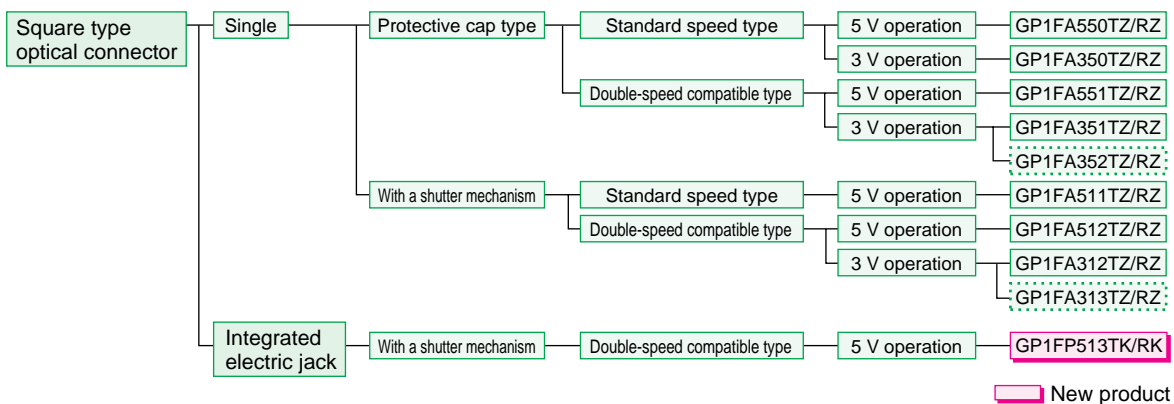 Square type
optical connector
Single
Protective cap type
Standard speed type
5 V operation
GP1FA550TZ/RZ
3 V operation
GP1FA350TZ/RZ
Double-speed compatible type
5 V operation
GP1FA551TZ/RZ
3 V operation
GP1FA351TZ/RZ
GP1FA352TZ/RZ
With a shutter mechanism
Standard speed type
5 V operation
GP1FA511TZ/RZ
Double-speed compatible type
5 V operation
GP1FA512TZ/RZ
3 V operation
GP1FA312TZ/RZ
GP1FA313TZ/RZ
Integrated
electric jack
With a shutter mechanism
Double-speed compatible type
5 V operation
GP1FP513TK/RK
New product